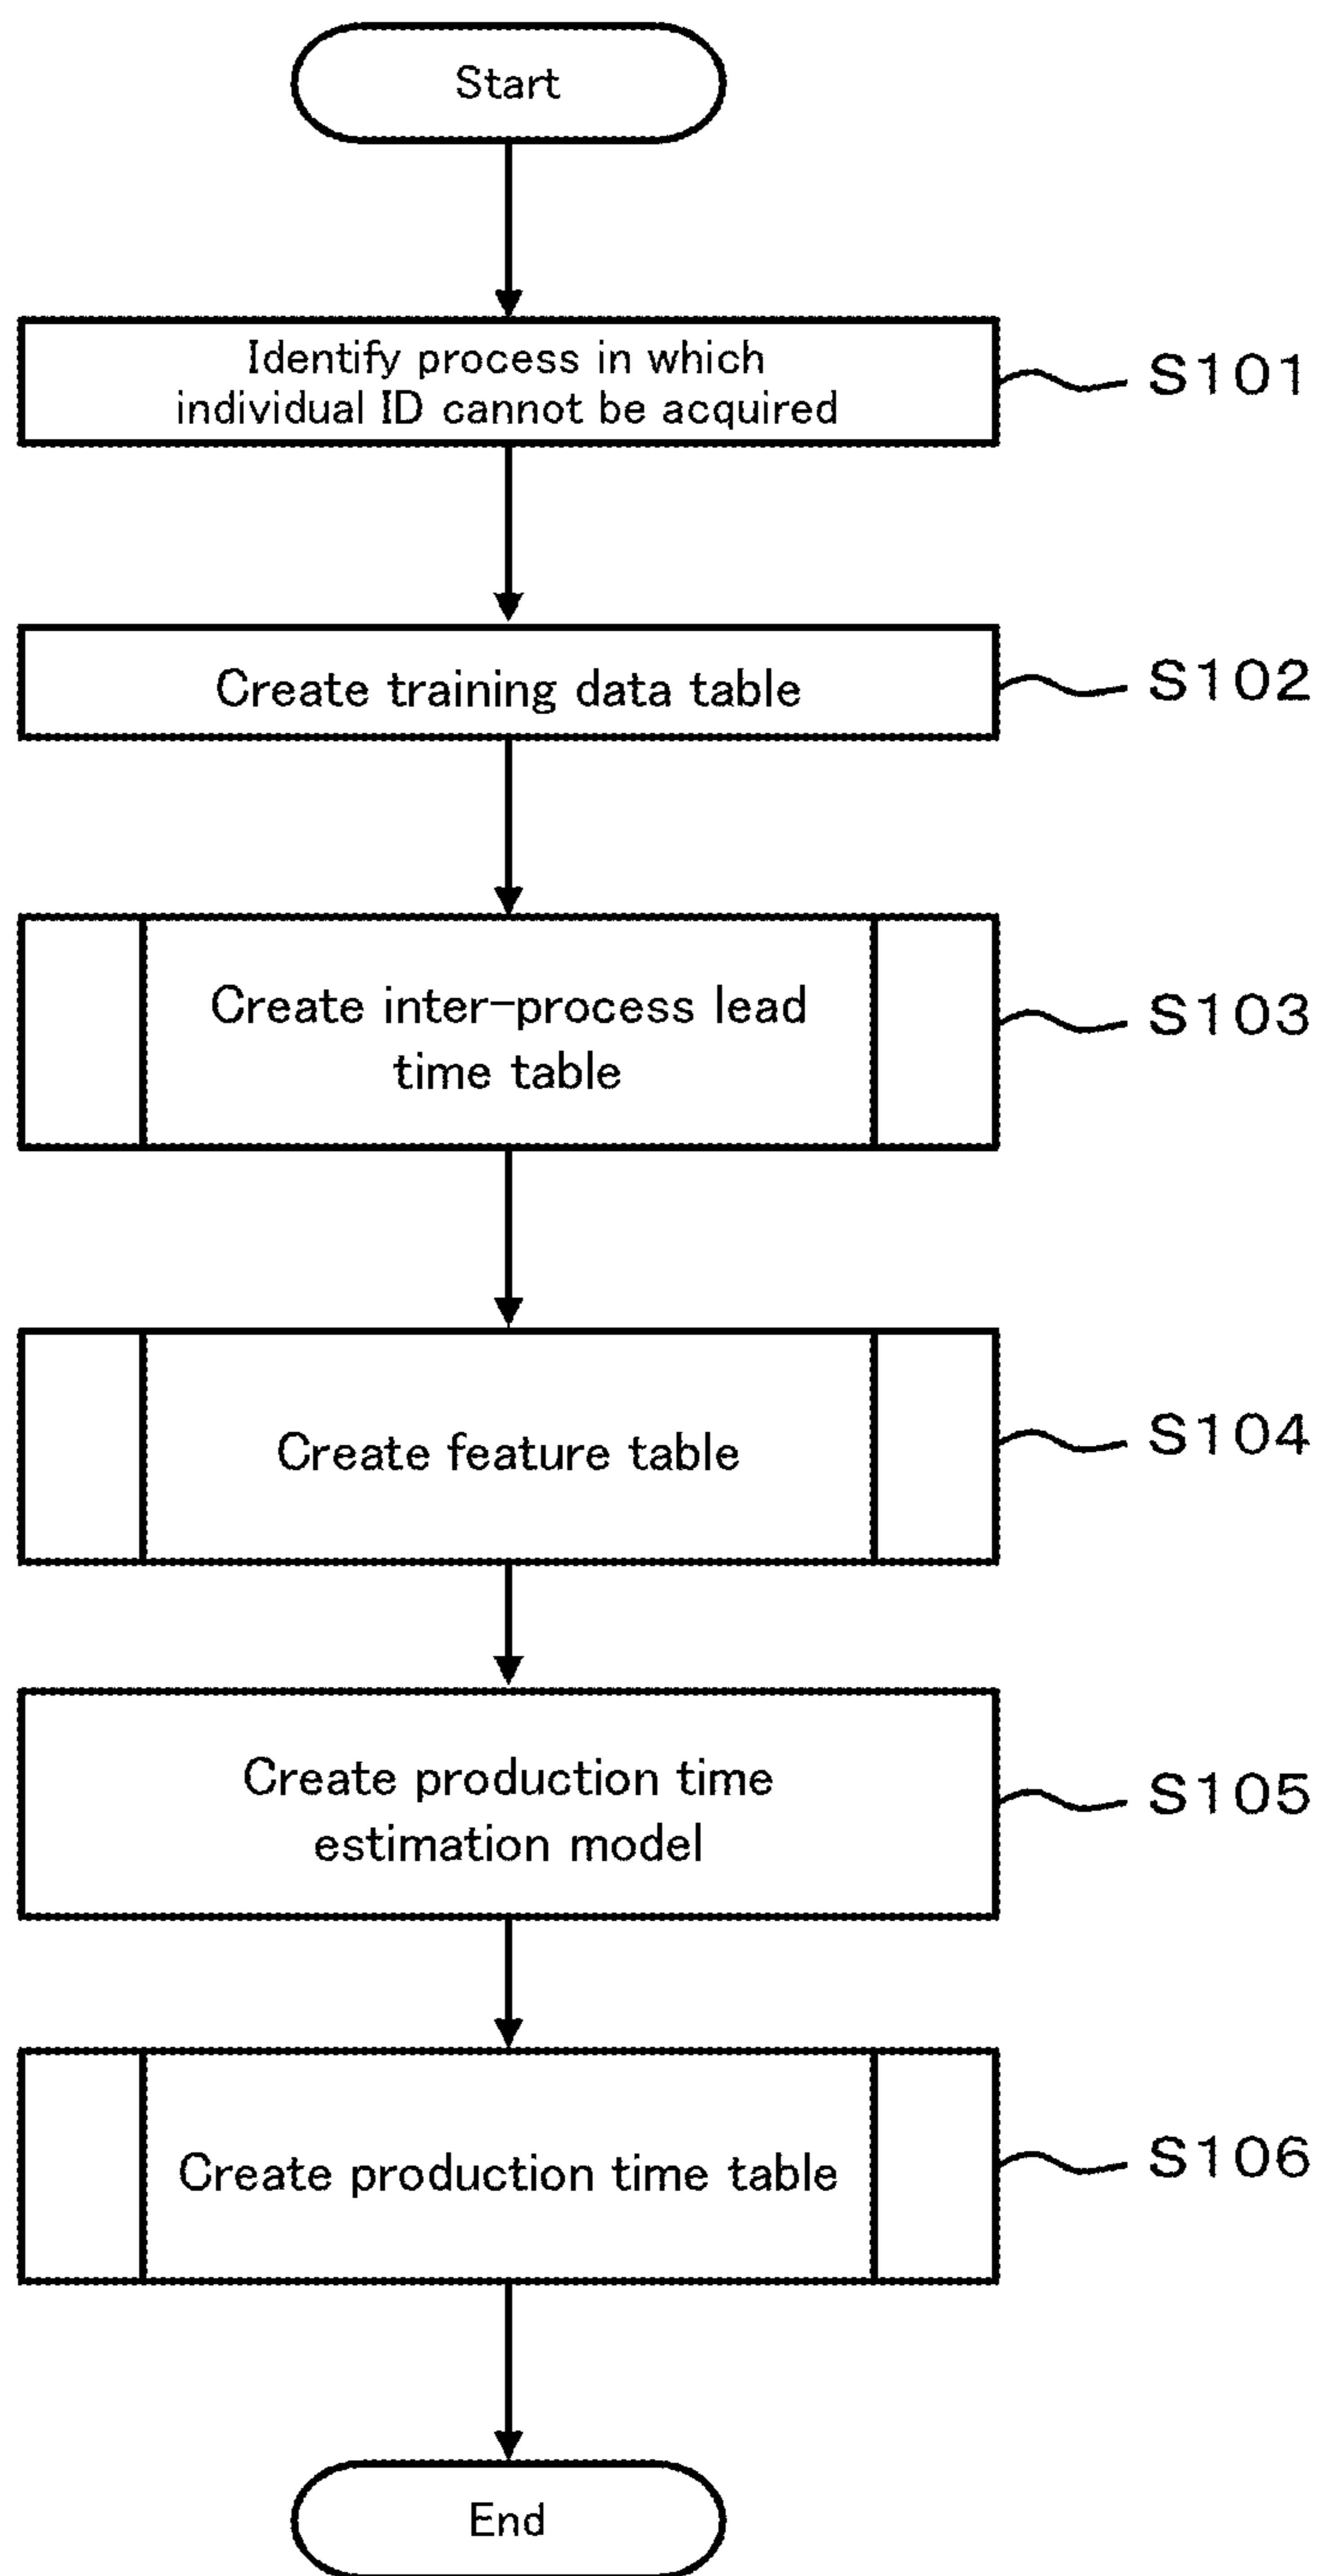 Start
Identify process in which
individual ID cannot be acquired
S101
Create training data table
S102
Create inter-process lead
time table
S103
Create feature table
S104
Create production time
estimation model
S105
Create production time table
S106
End